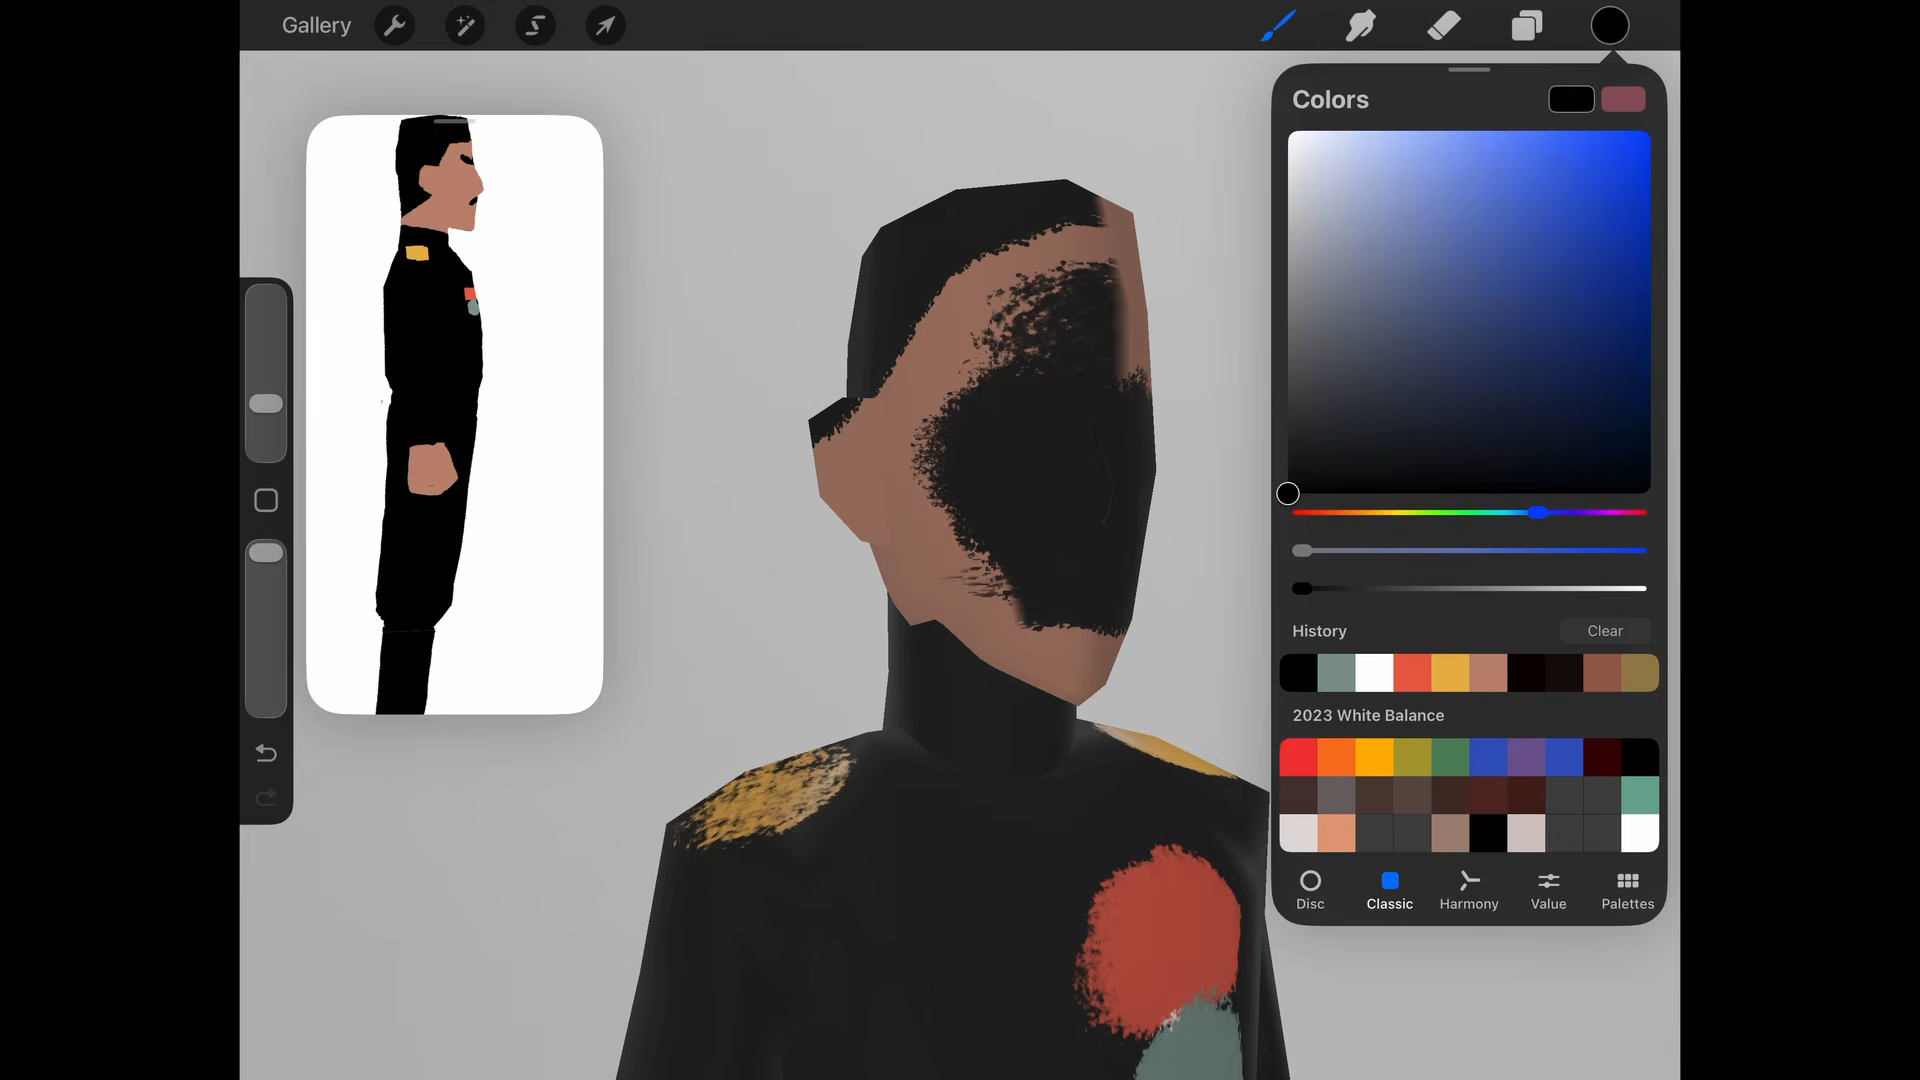 Gallery
Colors
History
Clear
2023 White Balance
Disc
Classic
Harmony
Value
Palettes